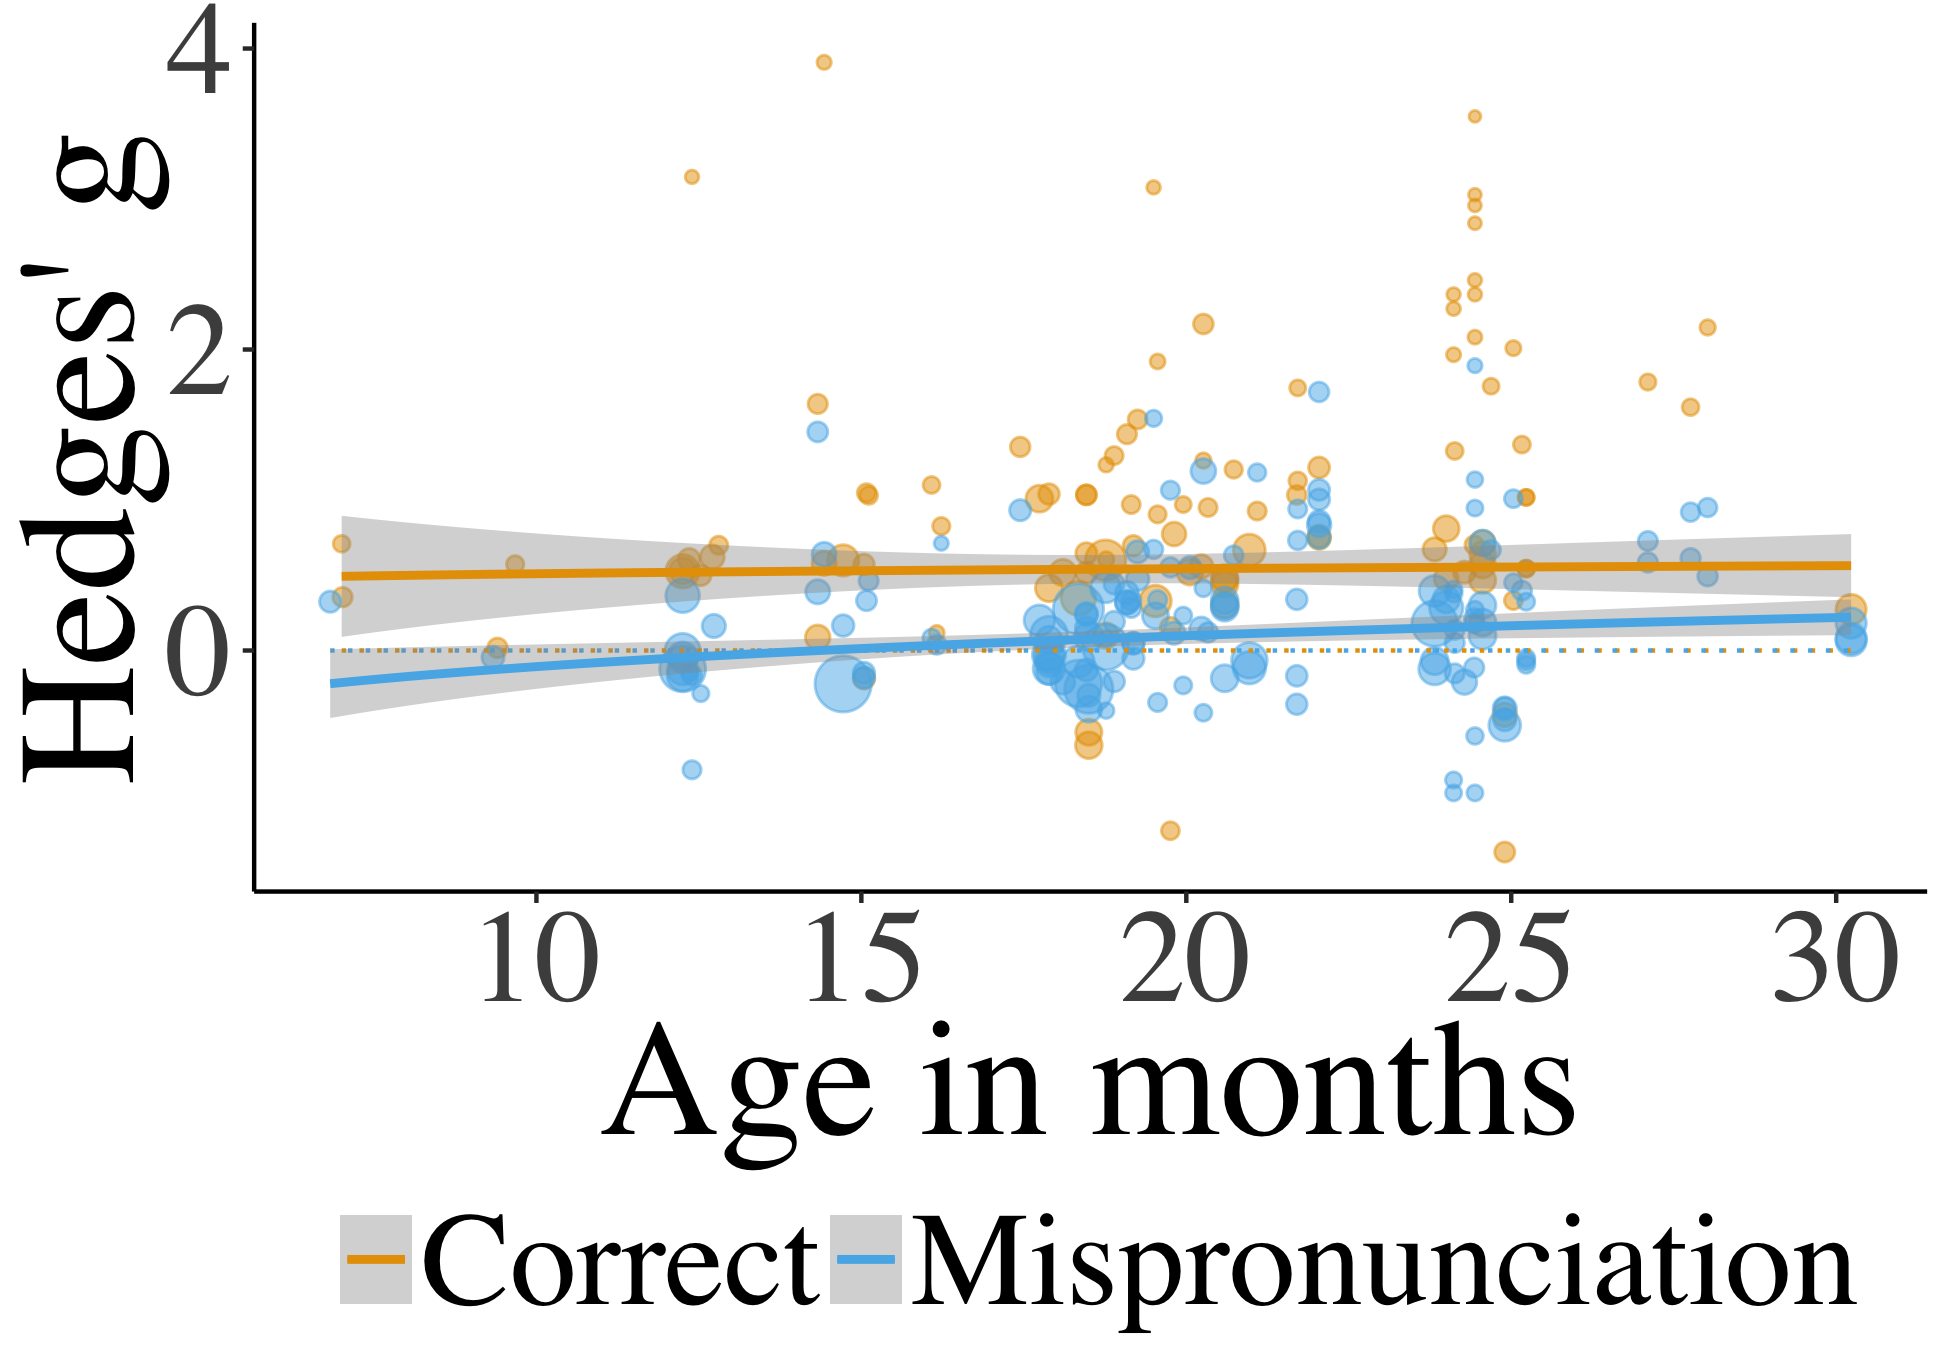 Hedges' g
4
2
0
10 15 20 25 30
Age in months
Correct Mispronunciation